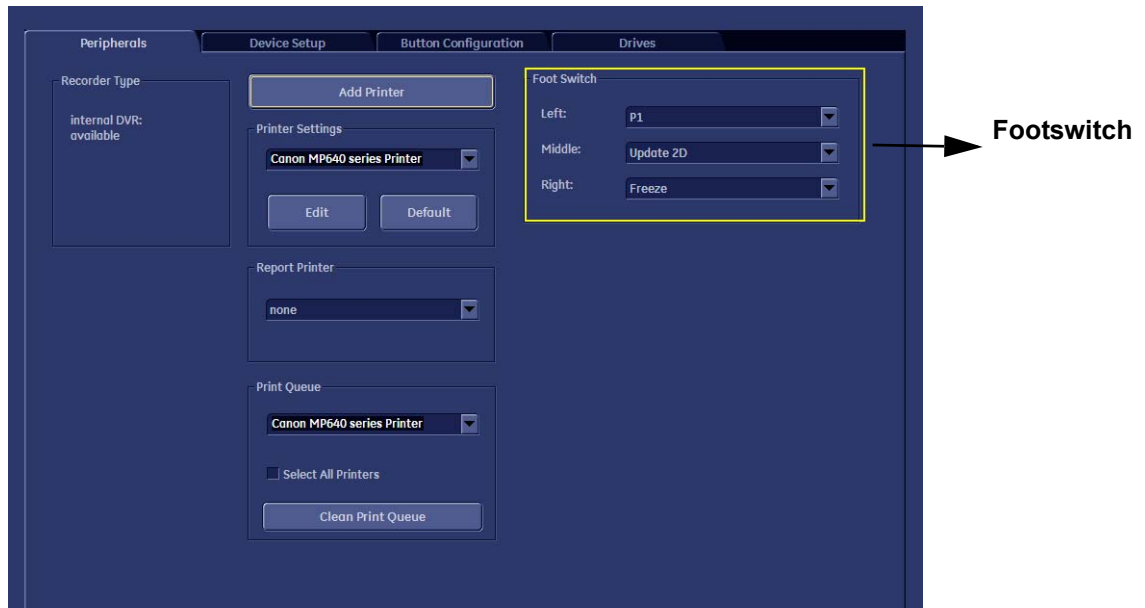 Peripherals
Device Setup
Button Configuration
Drives
Recorder Type
internal DVR:
available
Add Printer
Printer Settings
Canon MP640 series Printer
Edit
Default
Report Printer
none
Print Queue
Canon MP640 series Printer
Select All Printers
Clean Print Queue
Foot Switch
Left:
P1
Middle:
Update 2D
Right:
Freeze
Footswitch